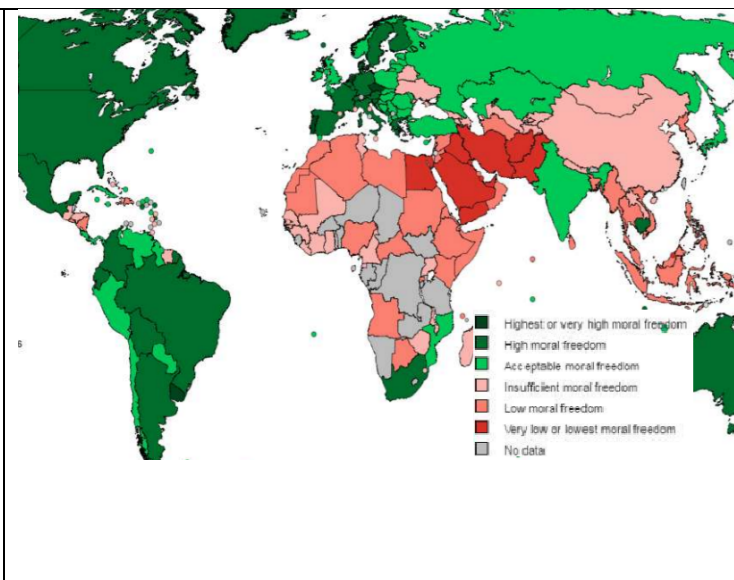 Highest or very high moral freedom
High moral freedom
Acceptable moral freedom
Insufficient moral freedom
Low moral freedom
Very low or lowest moral freedom
No data
6